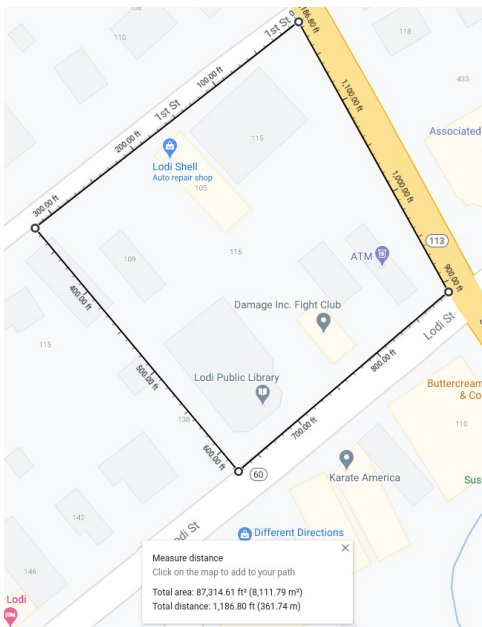 108
110
1st St
186.80 ft
0
118
1,100.00 ft
100.00 ft
433
1st St
200.00 ft
115
Associated
Lodi Shell
Auto repair shop
105
1,000.00 ft
300.00 ft
113
115
109
ATM
900.00 ft
400.00 ft
Damage Inc. Fight Club
Lodi St
115
500.00 ft
Lodi Public Library
800.00 ft
Buttercream
& Co
138
700.00 ft
110
600.00 ft
60
Karate America
Sus
142
di St
Different Directions
146
Lodi
Measure distance
Click on the map to add to your path
Total area: 87,314.61 ft² (8,111.79 m²)
Total distance: 1,186.80 ft (361.74 m)